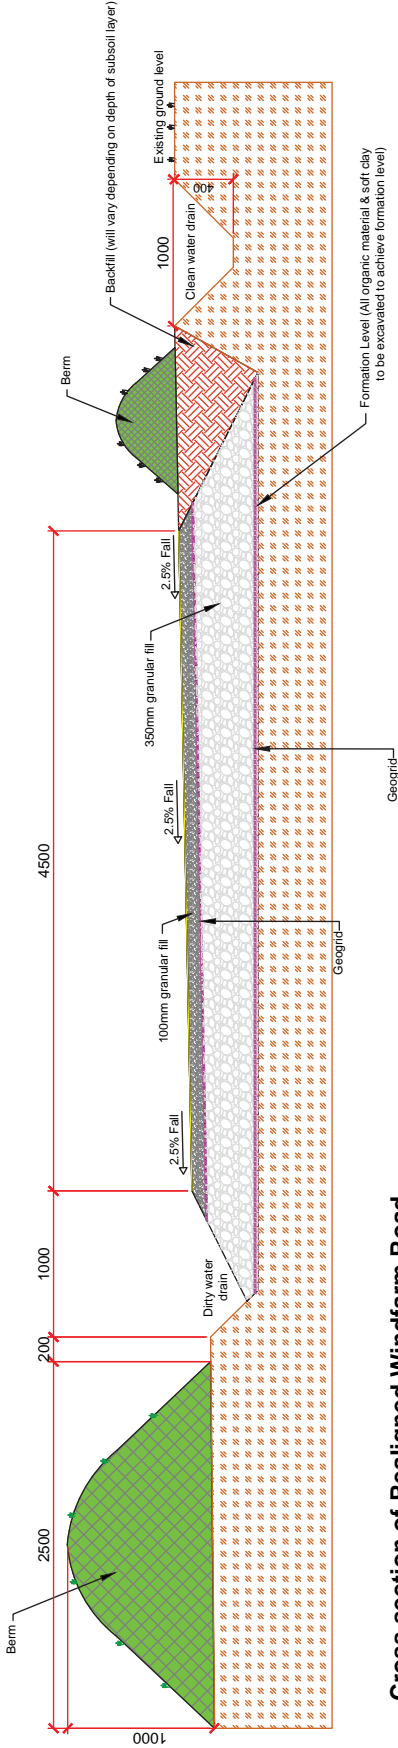 Berm
1000
2500
200
1000
4500
Dirty water
drain
2.5% Fall
100mm granular fill
2.5% Fall
350mm granular fill
2.5% Fall
Geogrid
Geogrid
Berm
Backfill (will vary depending on depth of subsoil layer)
1000
Clean water drain
400
Existing ground level
Formation Level (All organic material & soft clay
to be excavated to achieve formation level)
Cross-section of Realigned Windfarm Road